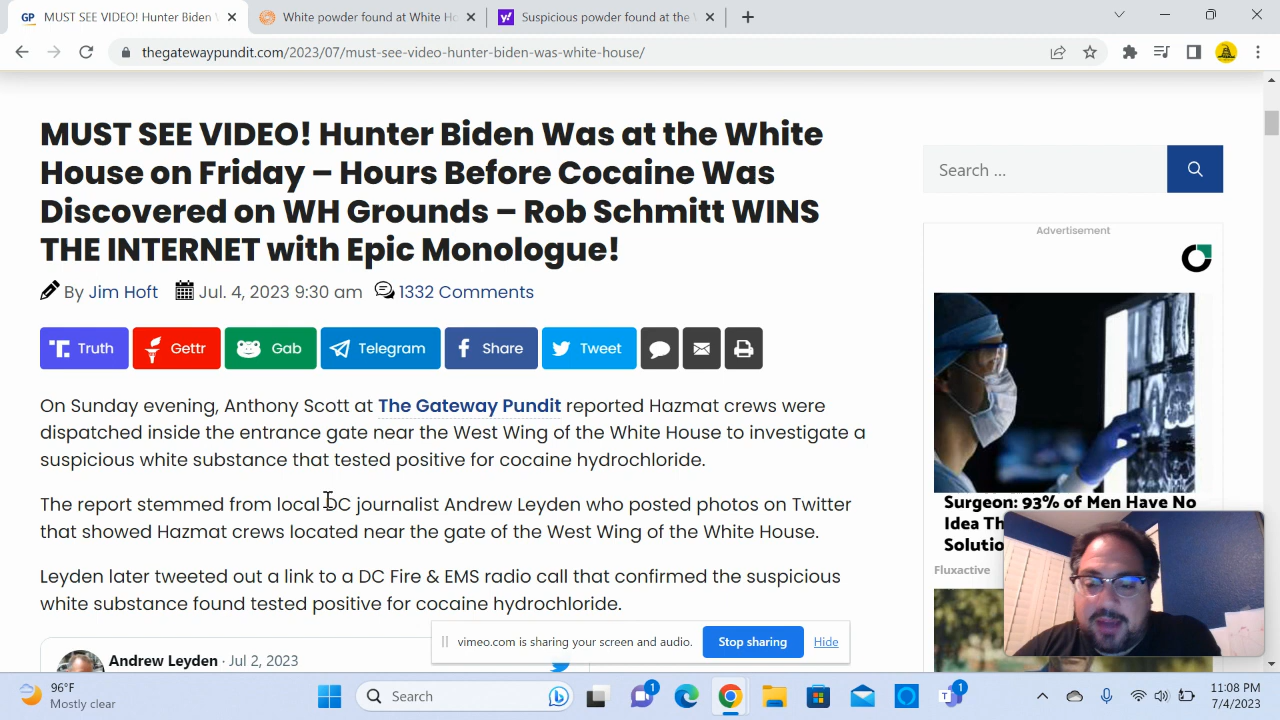 MUST SEE VIDEO! Hunter Biden W
White powder found at White Ho
Suspicious powder found at the
thegatewaypundit.com/2023/07/must-see-video-hunter-biden-was-white-house/
MUST SEE VIDEO! Hunter Biden Was at the White
House on Friday – Hours Before Cocaine Was
Discovered on WH Grounds – Rob Schmitt WINS
THE INTERNET with Epic Monologue!
By Jim Hoft Jul. 4, 2023 9:30 am 1332 Comments
Truth Gettr Gab Telegram Share Tweet
On Sunday evening, Anthony Scott at The Gateway Pundit reported Hazmat crews were
dispatched inside the entrance gate near the West Wing of the White House to investigate a
suspicious white substance that tested positive for cocaine hydrochloride.
The report stemmed from local DC journalist Andrew Leyden who posted photos on Twitter
that showed Hazmat crews located near the gate of the West Wing of the White House.
Leyden later tweeted out a link to a DC Fire & EMS radio call that confirmed the suspicious
white substance found tested positive for cocaine hydrochloride.
Andrew Leyden · Jul 2, 2023
Search ...
Advertisement
Surgeon: 93% of Men Have No
Idea
Fluxactive
vimeo.com is sharing your screen and audio. Stop sharing Hide
96°F
Mostly clear
Search
1
1
11:08 PM
7/4/2023